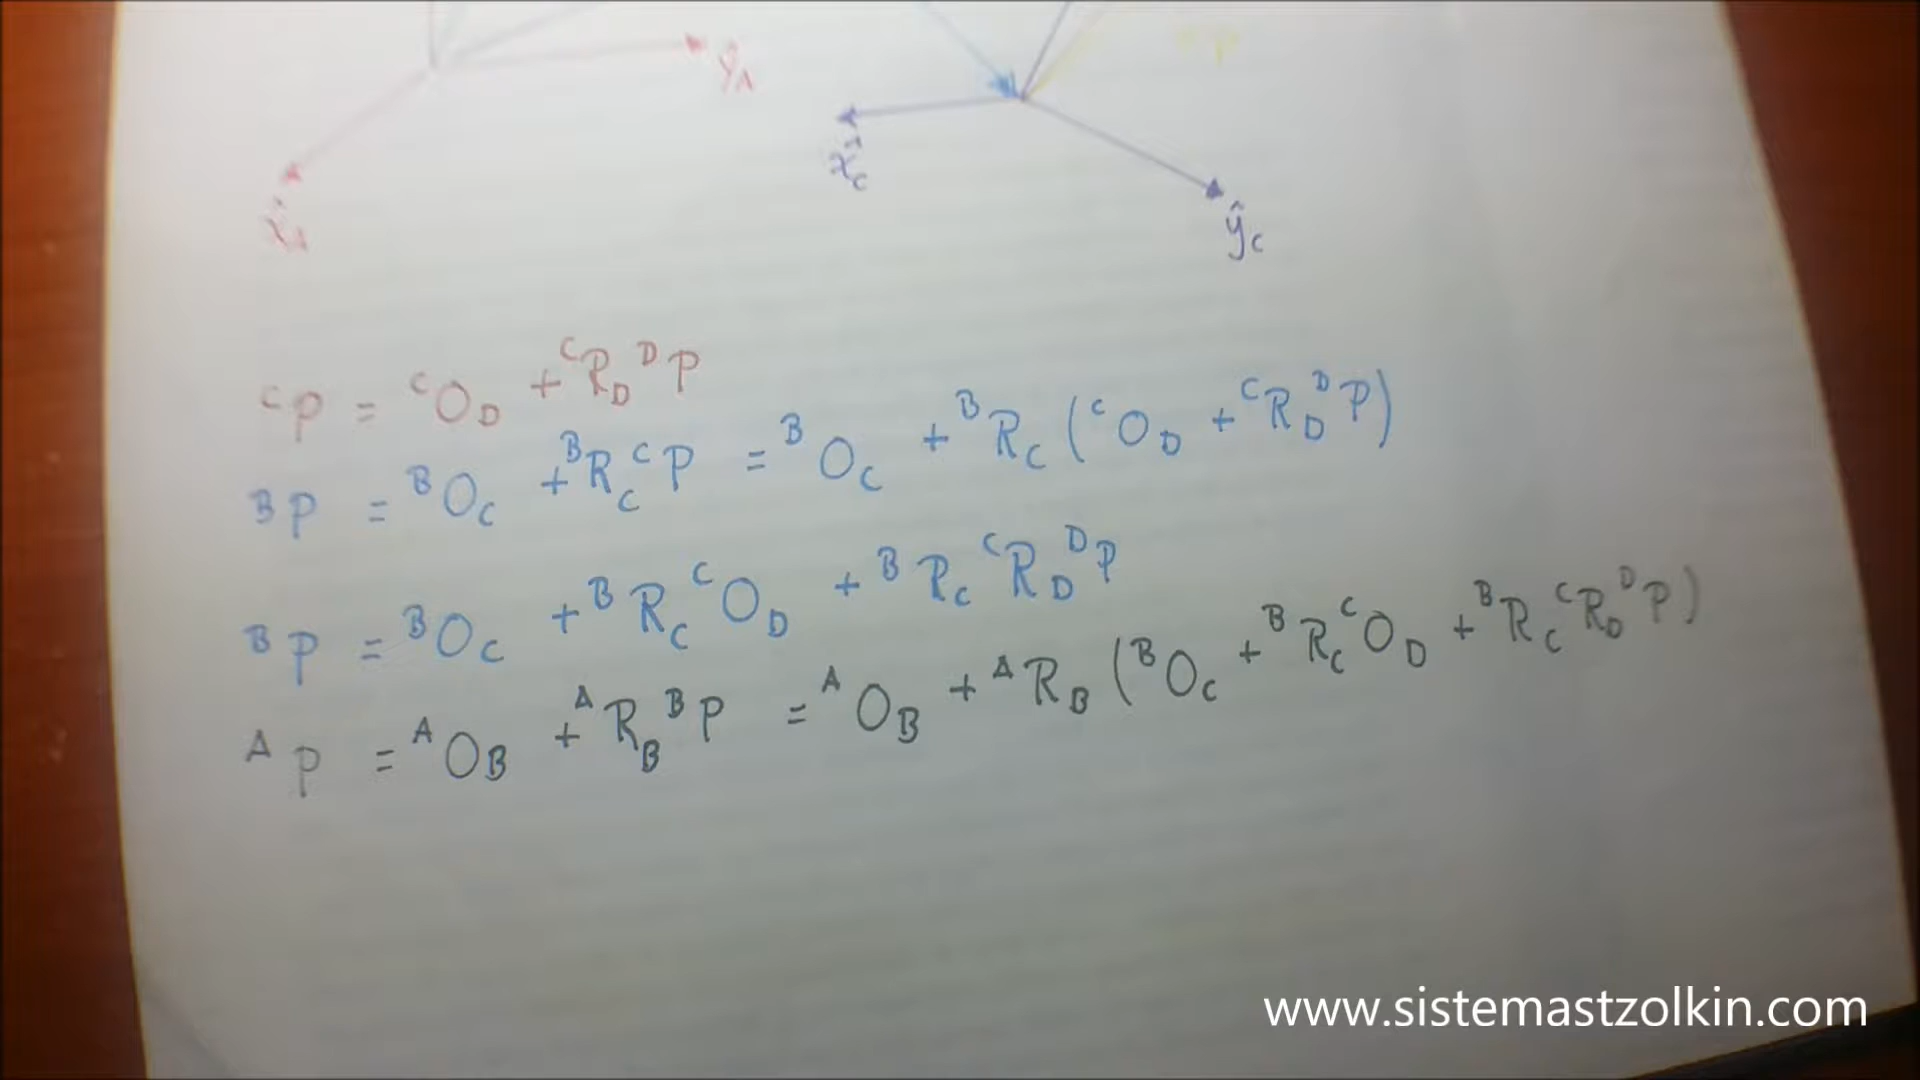 ŷA
P
x̂C
x̂A
ŷC
ᶜP = ᶜO_D + ᶜR_D ᴰP
ᴮP = ᴮO_C + ᴮR_C ᶜP = ᴮO_C + ᴮR_C (ᶜO_D + ᶜR_D ᴰP)
ᴮP = ᴮO_C + ᴮR_C ᶜO_D + ᴮR_C ᶜR_D ᴰP
ᴬP = ᴬO_B + ᴬR_B ᴮP = ᴬO_B + ᴬR_B (ᴮO_C + ᴮR_C ᶜO_D + ᴮR_C ᶜR_D ᴰP)
www.sistemastzolkin.com